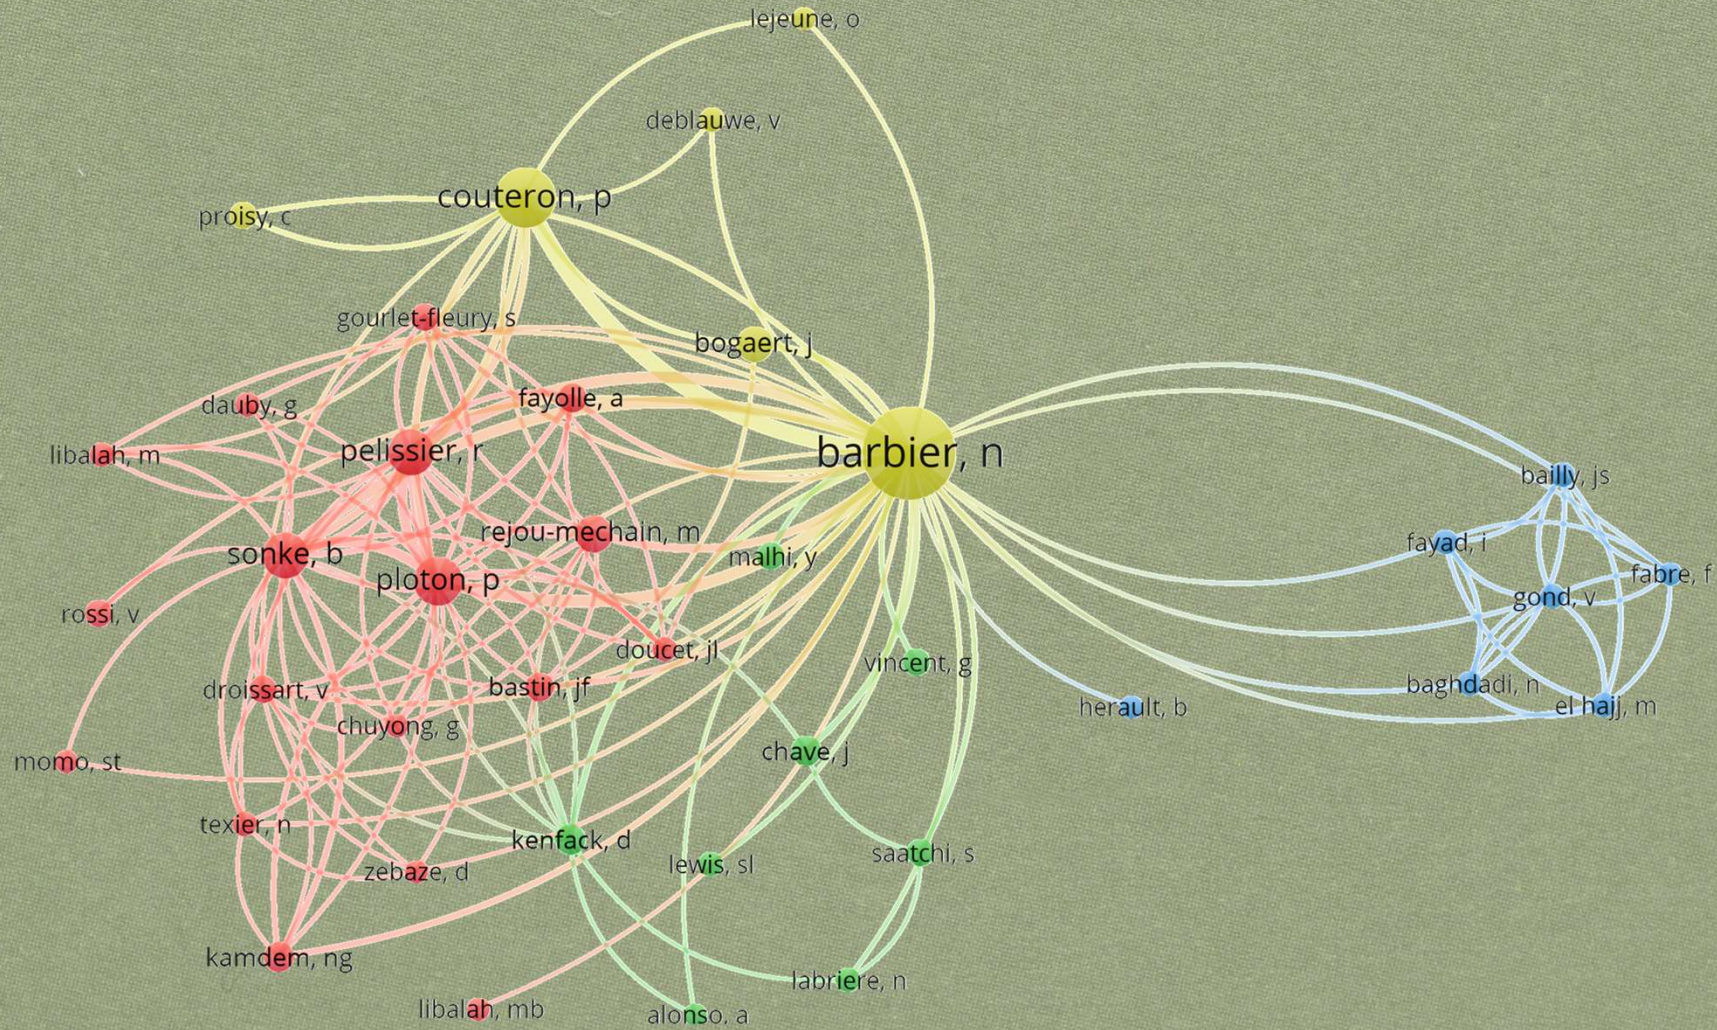 lejeune, o
deblauwe, v
couteron, p
proisy, c
gourlet-fleury, s
bogaert, j
fayolle, a
dauby, g
pelissier, r
libalah, m
barbier, n
bailly, js
rejou-mechain, m
fayad, i
sonke, b
malhi, y
fabre, f
ploton, p
gond, v
rossi, v
doucet, jl
vincent, g
droissart, v
bastin, jf
baghdadi, n
herault, b
el hajj, m
chuyong, g
chave, j
momo, st
texier, n
kenfack, d
saatchi, s
lewis, sl
zebaze, d
kamdem, ng
labriere, n
libalah, mb
alonso, a